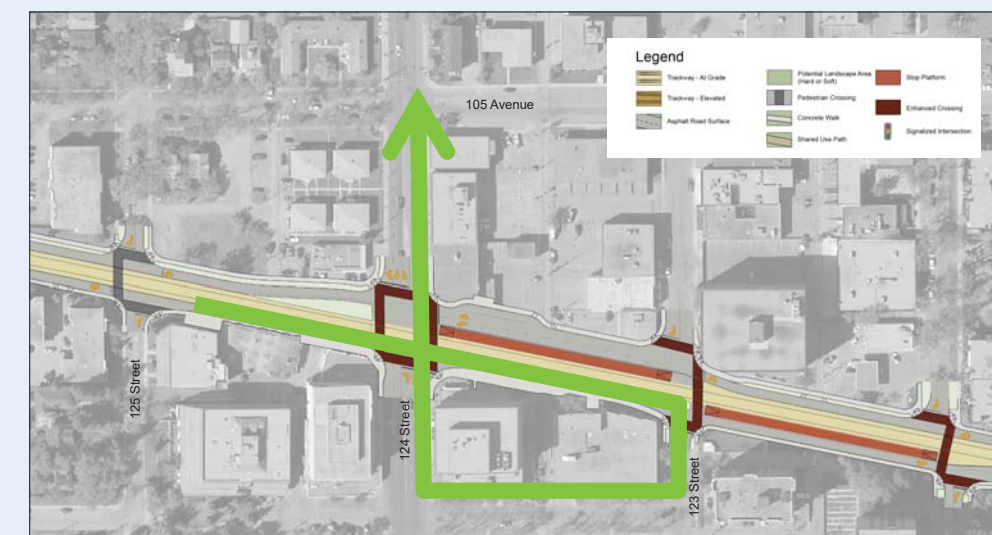 105 Avenue
Legend
Trackway - At Grade
Trackway - Elevated
Asphalt Road Surface
Potential Landscape Area
(Hard or Soft)
Pedestrian Crossing
Concrete Walk
Shared Use Path
Stop Platform
Enhanced Crossing
Signalized Intersection
125 Street
124 Street
123 Street